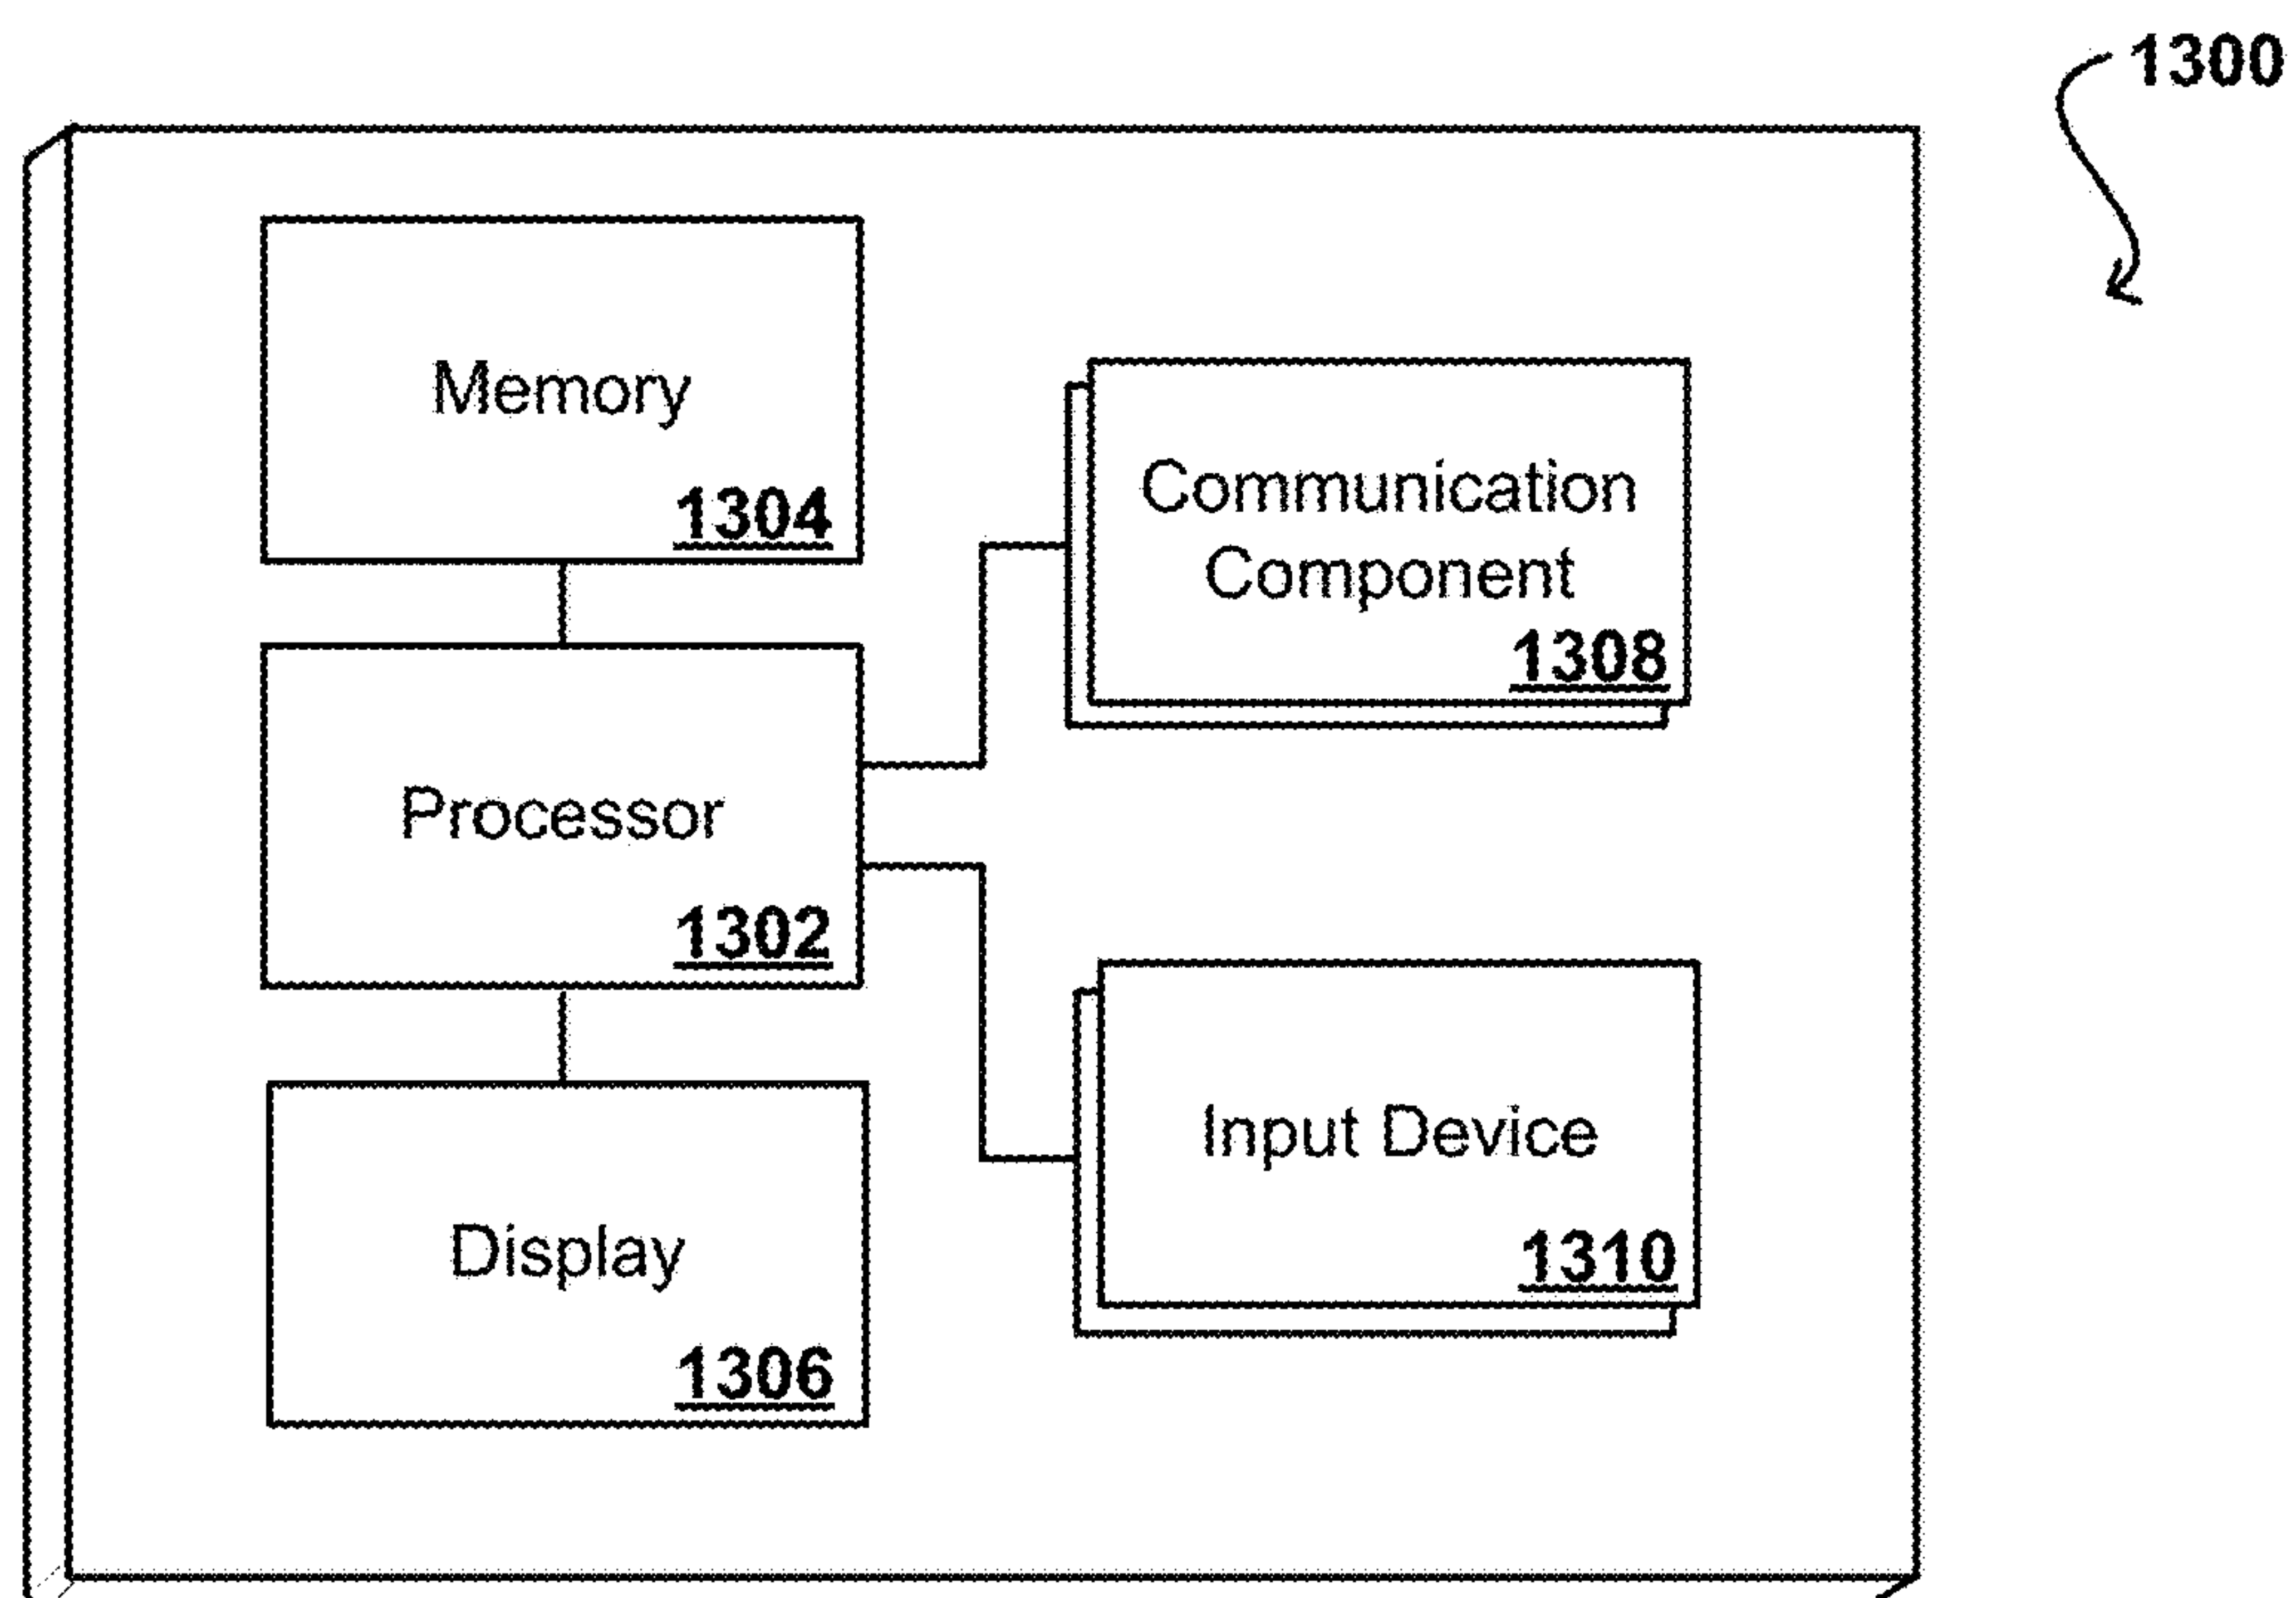 1300
Memory
1304
Communication
Component
1308
Processor
1302
Input Device
1310
Display
1306